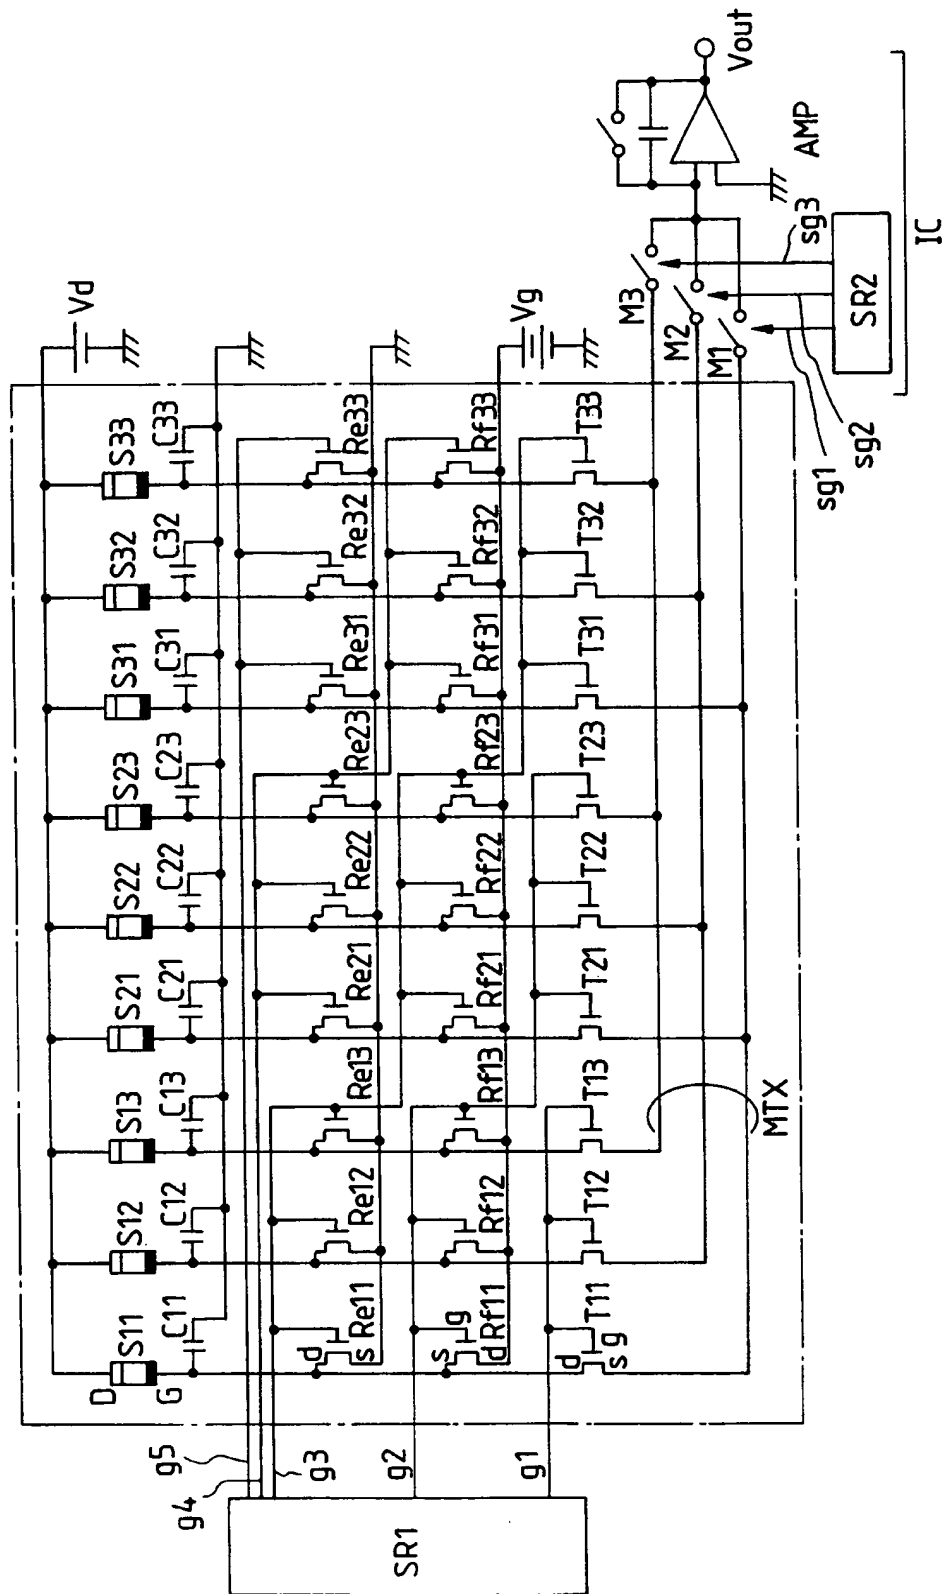 S11 S12 S13 S21 S22 S23 S31 S32 S33
D
G
C11 C12 C13 C21 C22 C23 C31 C32 C33
Vd
g5
g4
g3
g2
g1
SR1
d
s
Re11 Re12 Re13 Re21 Re22 Re23 Re31 Re32 Re33
s
g
d
Rf11 Rf12 Rf13 Rf21 Rf22 Rf23 Rf31 Rf32 Rf33
Vg
d
g
s
T11 T12 T13 T21 T22 T23 T31 T32 T33
MTX
M3
M2
M1
sg1
sg2
sg3
SR2
AMP
Vout
IC